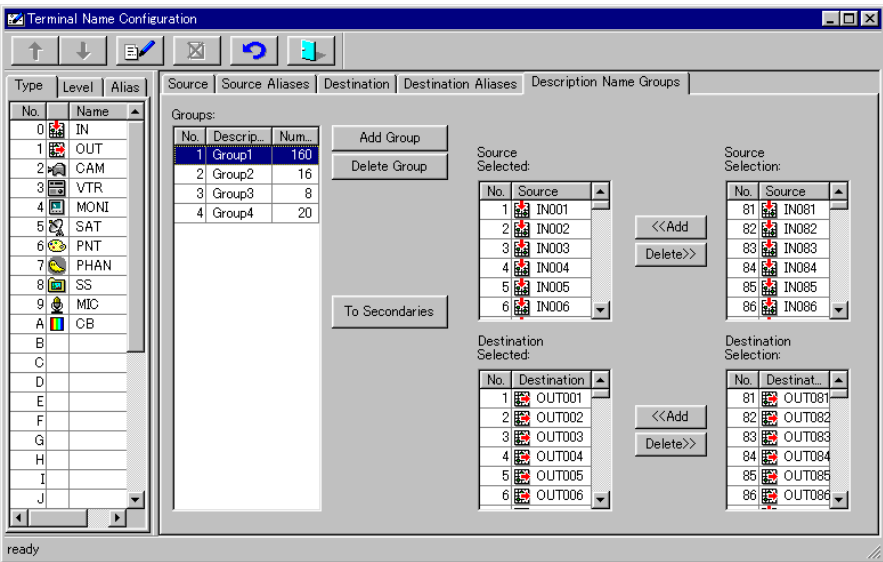 Terminal Name Configuration
Type Level Alias
No. Name
0 IN
1 OUT
2 CAM
3 VTR
4 MONI
5 SAT
6 PNT
7 PHAN
8 SS
9 MIC
A CB
B
C
D
E
F
G
H
I
J
Source Source Aliases Destination Destination Aliases Description Name Groups
Groups:
No. Descrip... Num...
1 Group1 160
2 Group2 16
3 Group3 8
4 Group4 20
Add Group
Delete Group
To Secondaries
Source
Selected:
No. Source
1 IN001
2 IN002
3 IN003
4 IN004
5 IN005
6 IN006
<<Add
Delete>>
Source
Selection:
No. Source
81 IN081
82 IN082
83 IN083
84 IN084
85 IN085
86 IN086
Destination
Selected:
No. Destination
1 OUT001
2 OUT002
3 OUT003
4 OUT004
5 OUT005
6 OUT006
<<Add
Delete>>
Destination
Selection:
No. Destinat...
81 OUT081
82 OUT082
83 OUT083
84 OUT084
85 OUT085
86 OUT086
ready